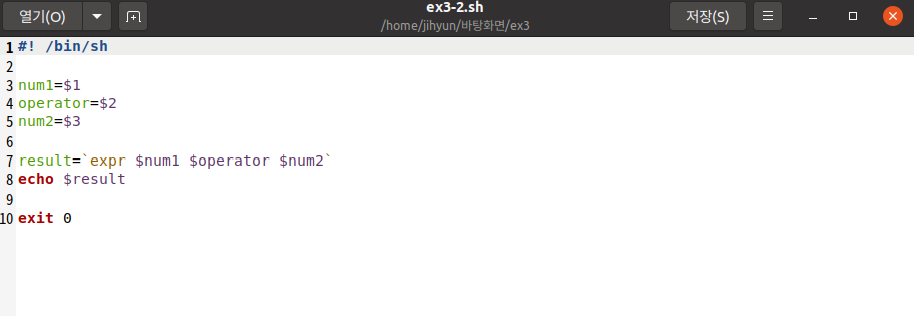 열기(O)
ex3-2.sh
/home/jihyun/바탕화면/ex3
저장(S)
1 #! /bin/sh
2
3 num1=$1
4 operator=$2
5 num2=$3
6
7 result=`expr $num1 $operator $num2`
8 echo $result
9
10 exit 0